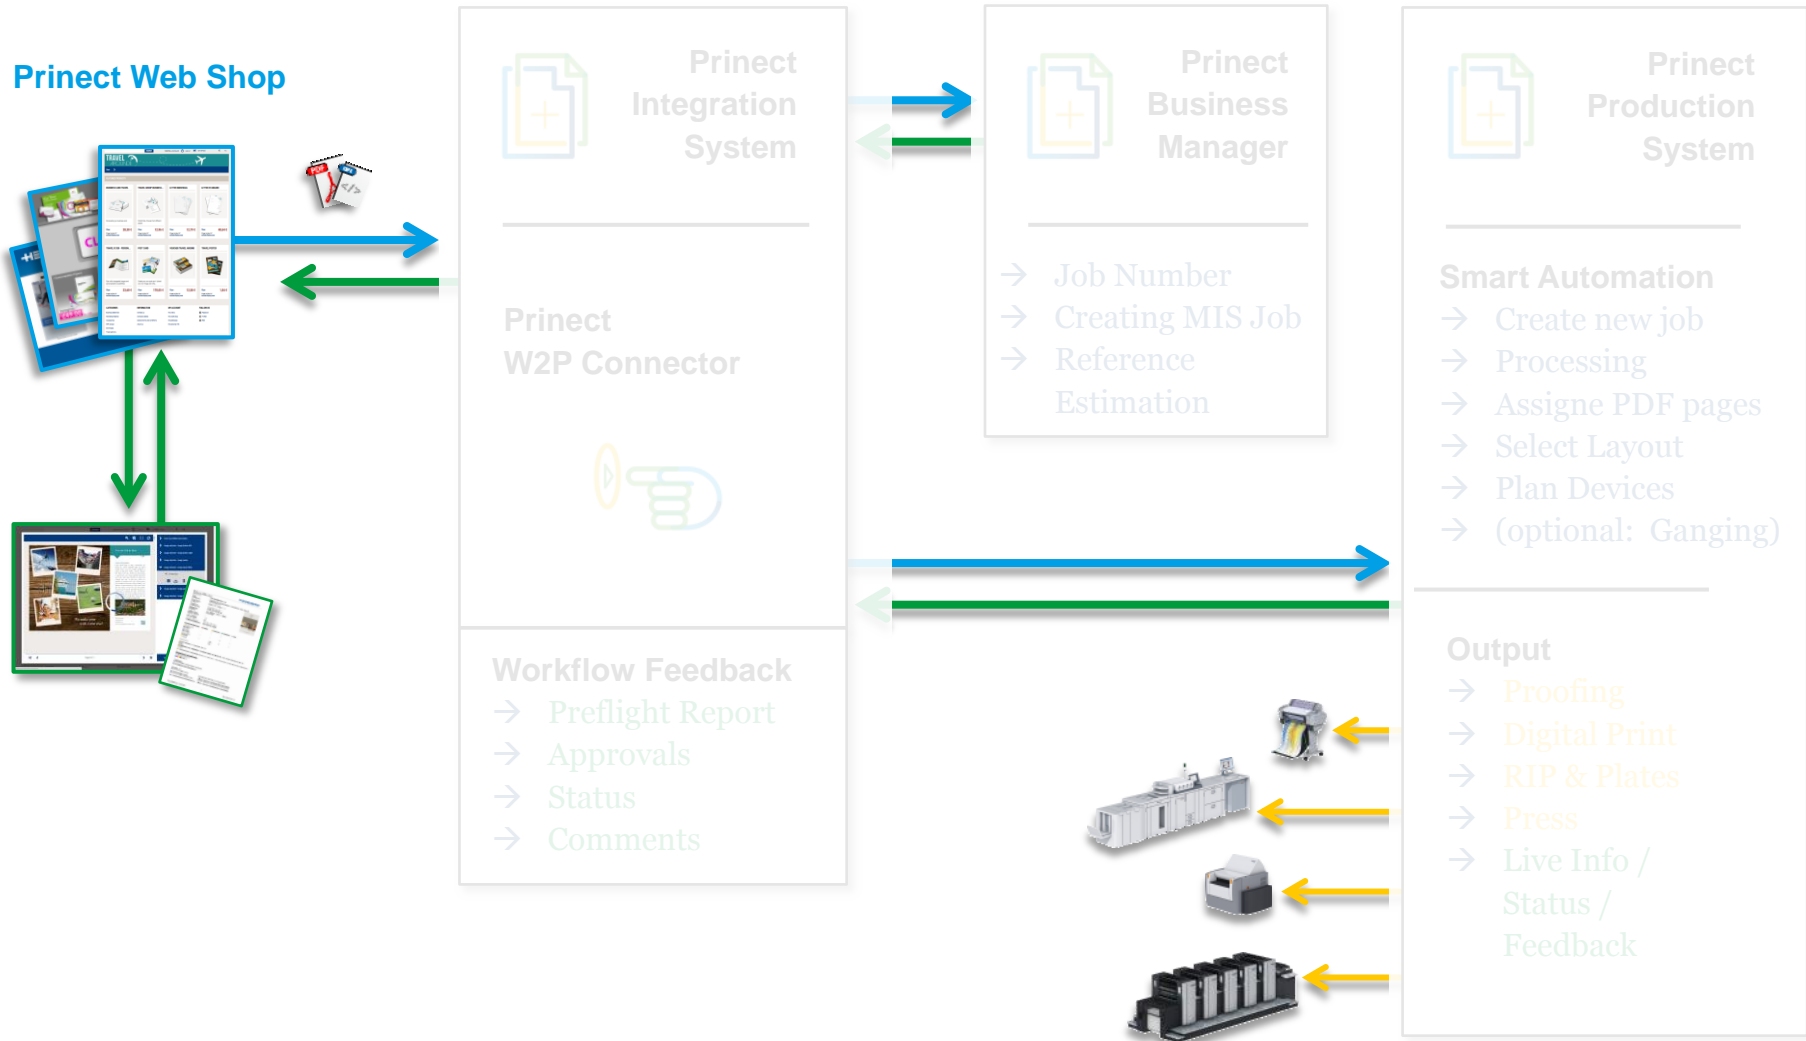 Prinect Web Shop
PDF
Prinect
Integration
System
Prinect
W2P Connector
Workflow Feedback
→ Preflight Report
→ Approvals
→ Status
→ Comments
Prinect
Business
Manager
→ Job Number
→ Creating MIS Job
→ Reference
Estimation
Prinect
Production
System
Smart Automation
→ Create new job
→ Processing
→ Assigne PDF pages
→ Select Layout
→ Plan Devices
→ (optional: Ganging)
Output
→ Proofing
→ Digital Print
→ RIP & Plates
→ Press
→ Live Info /
Status /
Feedback
TRAVEL